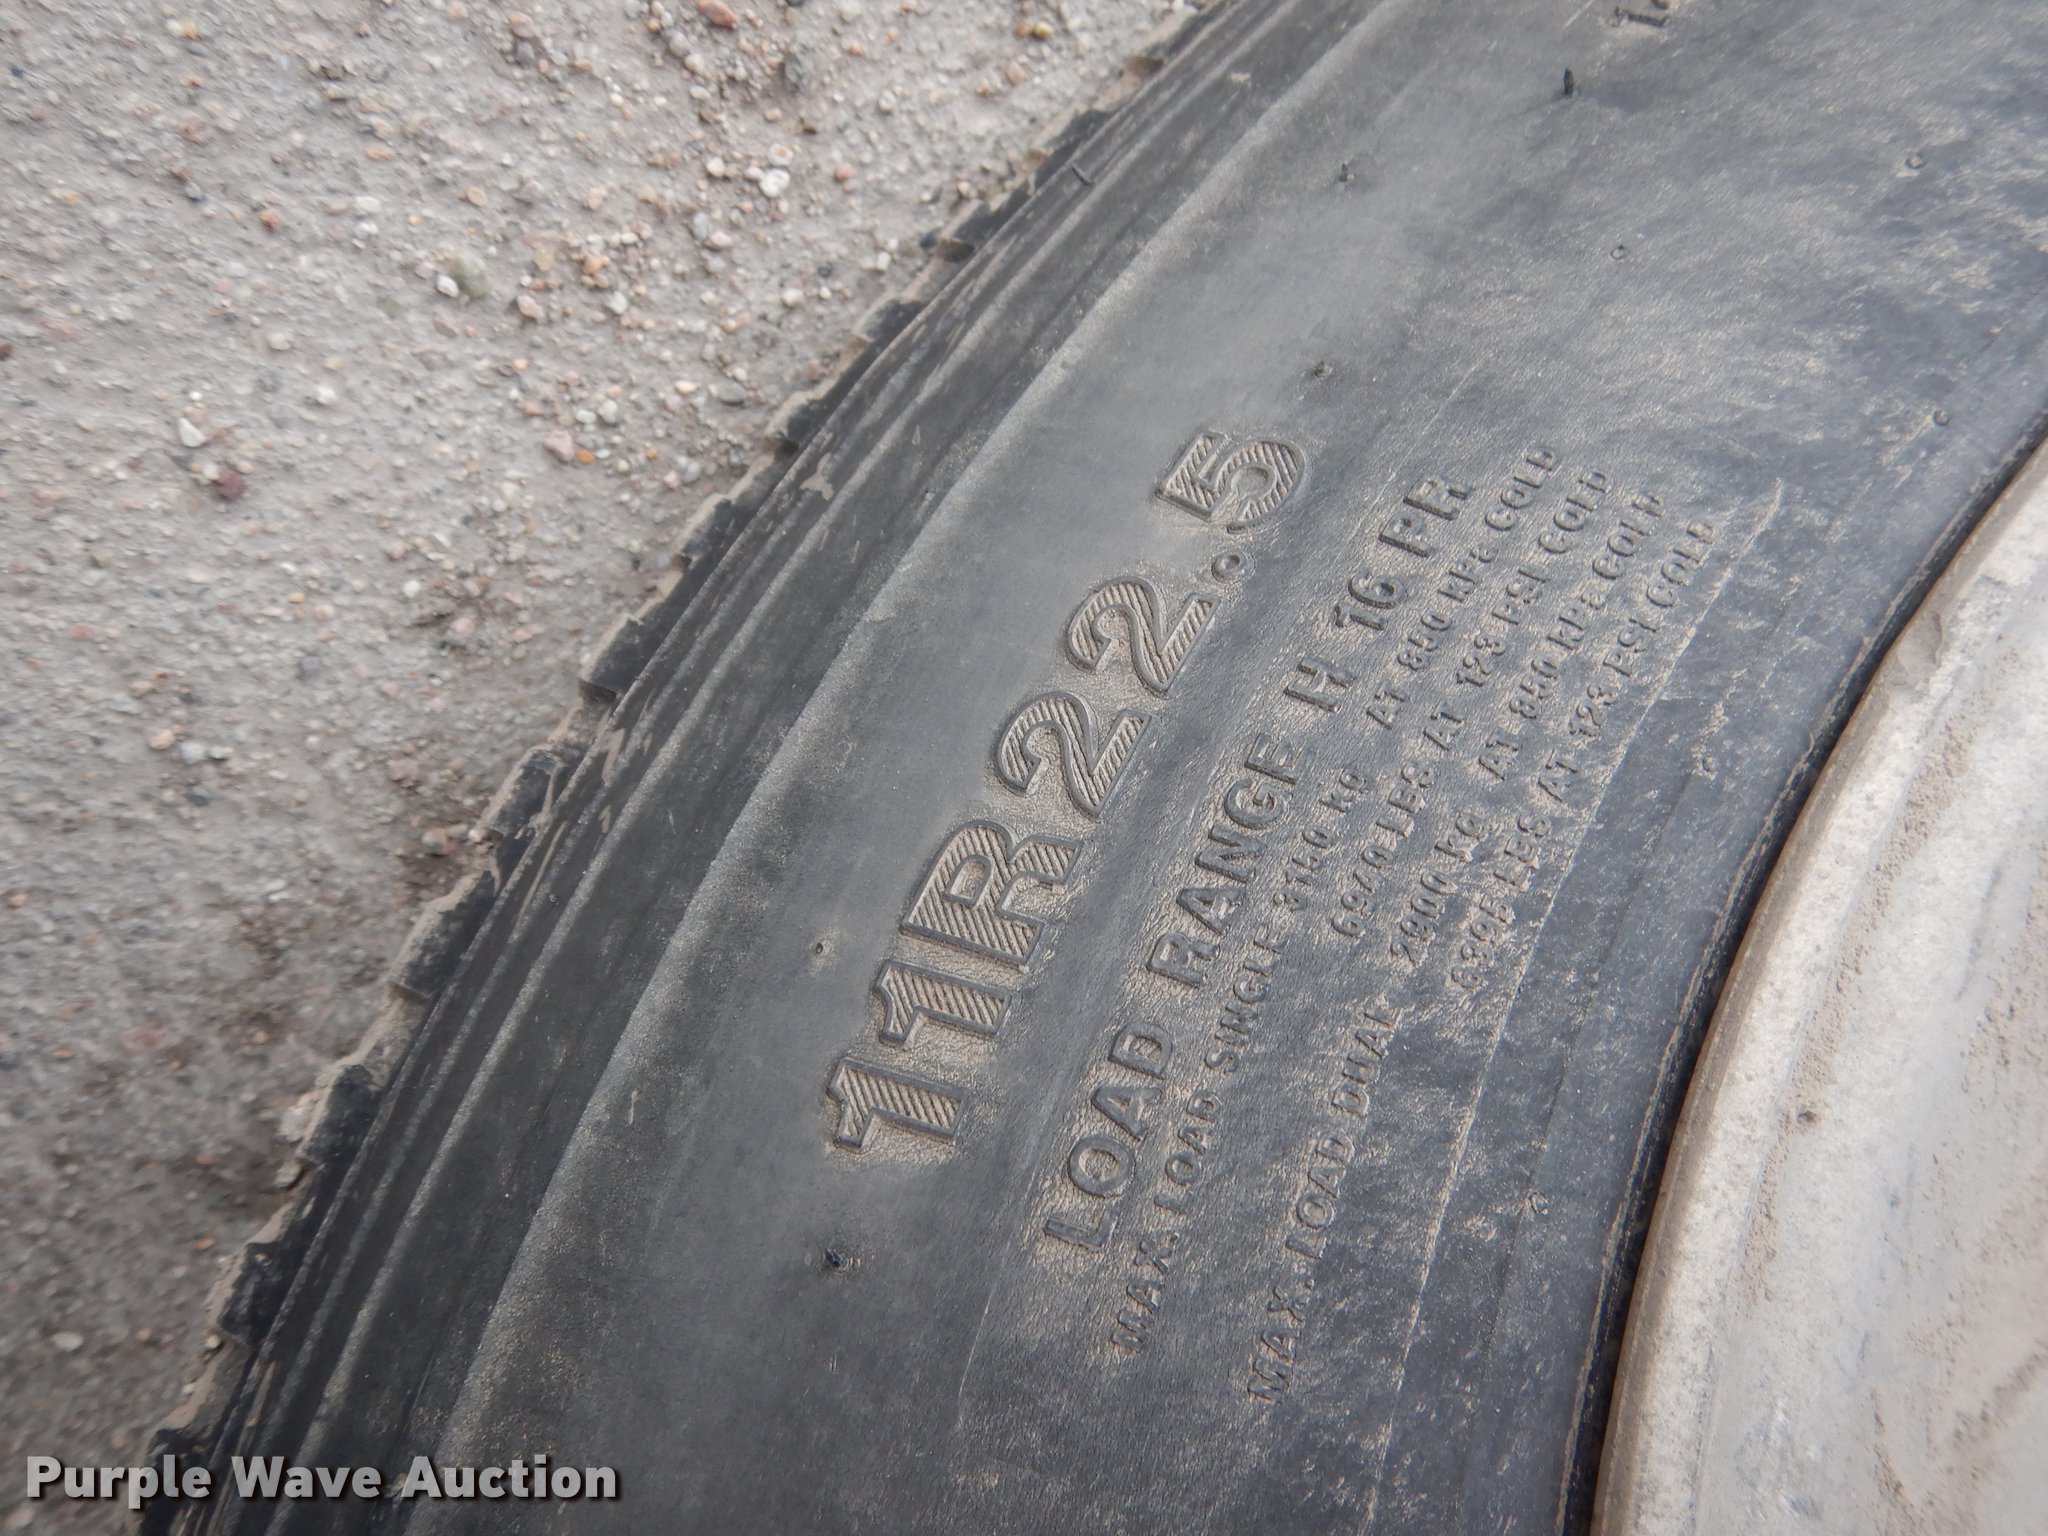 11R22.5
LOAD RANGE H 16 PR
MAX. LOAD SINGLE 3150 kg AT 850 KPa COLD
6940 LBS AT 123 PSI COLD
MAX. LOAD DUAL 2900 kg AT 850 KPa COLD
6395 LBS AT 123 PSI COLD
Purple Wave Auction